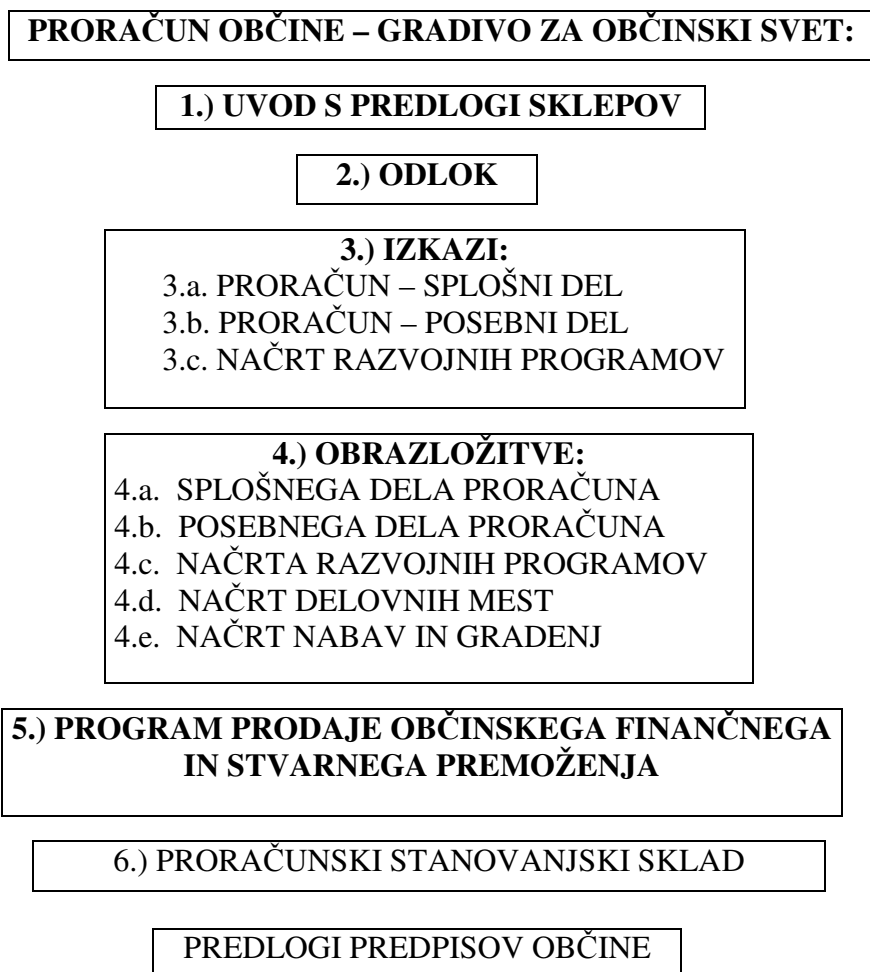 PRORAČUN OBČINE – GRADIVO ZA OBČINSKI SVET:
1.) UVOD S PREDLOGI SKLEPOV
2.) ODLOK
3.) IZKAZI:
3.a. PRORAČUN – SPLOŠNI DEL
3.b. PRORAČUN – POSEBNI DEL
3.c. NAČRT RAZVOJNIH PROGRAMOV
4.) OBRAZLOŽITVE:
4.a. SPLOŠNEGA DELA PRORAČUNA
4.b. POSEBNEGA DELA PRORAČUNA
4.c. NAČRTA RAZVOJNIH PROGRAMOV
4.d. NAČRT DELOVNIH MEST
4.e. NAČRT NABAV IN GRADENJ
5.) PROGRAM PRODAJE OBČINSKEGA FINANČNEGA
IN STVARNEGA PREMOŽENJA
6.) PRORAČUNSKI STANOVANJSKI SKLAD
PREDLOGI PREDPISOV OBČINE